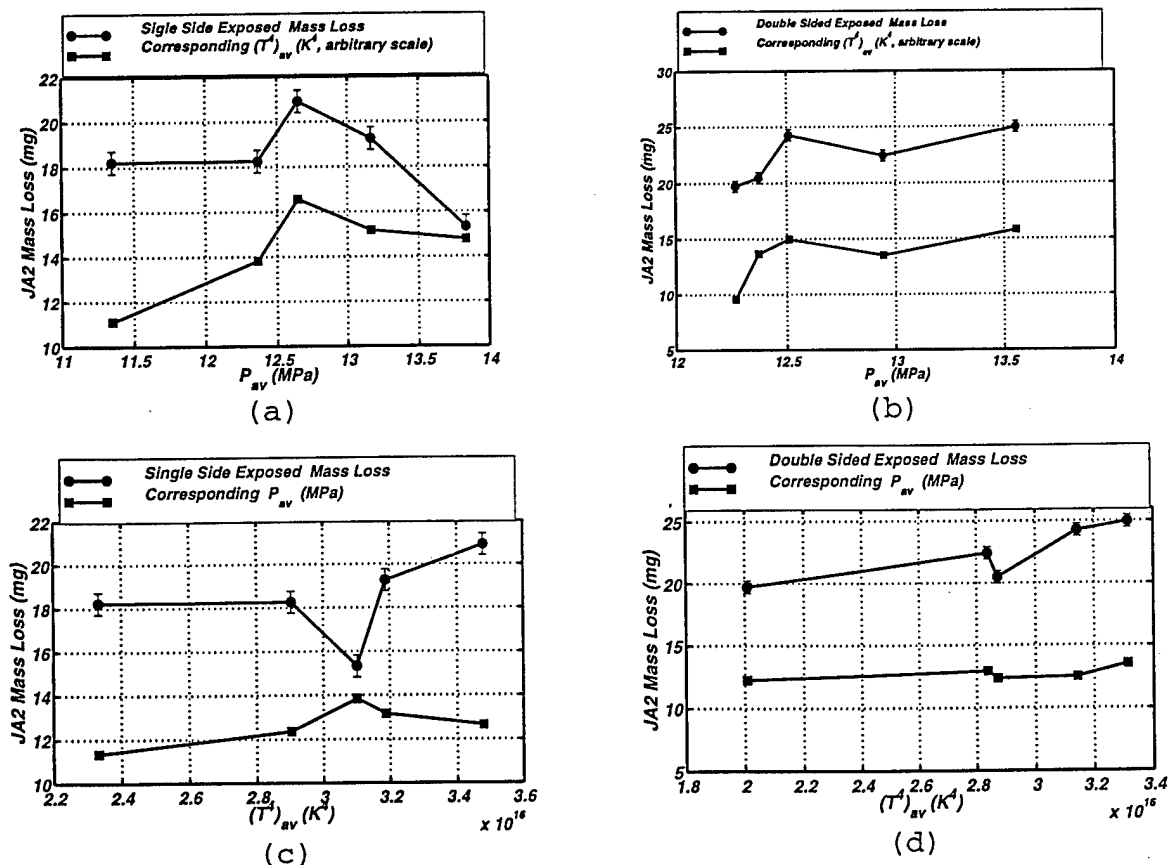 Sigle Side Exposed Mass Loss
Corresponding (T⁴)av (K⁴, arbitrary scale)
22
20
18
16
14
12
10
JA2 Mass Loss (mg)
11
11.5
12
12.5
13
13.5
14
Pav (MPa)
(a)
Double Sided Exposed Mass Loss
Corresponding (T⁴)av (K⁴, arbitrary scale)
30
25
20
15
10
5
JA2 Mass Loss (mg)
12
12.5
13
13.5
14
Pav (MPa)
(b)
Single Side Exposed Mass Loss
Corresponding Pav (MPa)
22
20
18
16
14
12
10
JA2 Mass Loss (mg)
2.2
2.4
2.6
2.8
3
3.2
3.4
3.6
(T⁴)av (K⁴)
x 10¹⁶
(c)
Double Sided Exposed Mass Loss
Corresponding Pav (MPa)
25
20
15
10
5
JA2 Mass Loss (mg)
1.8
2
2.2
2.4
2.6
2.8
3
3.2
3.4
(T⁴)av (K⁴)
x 10¹⁶
(d)